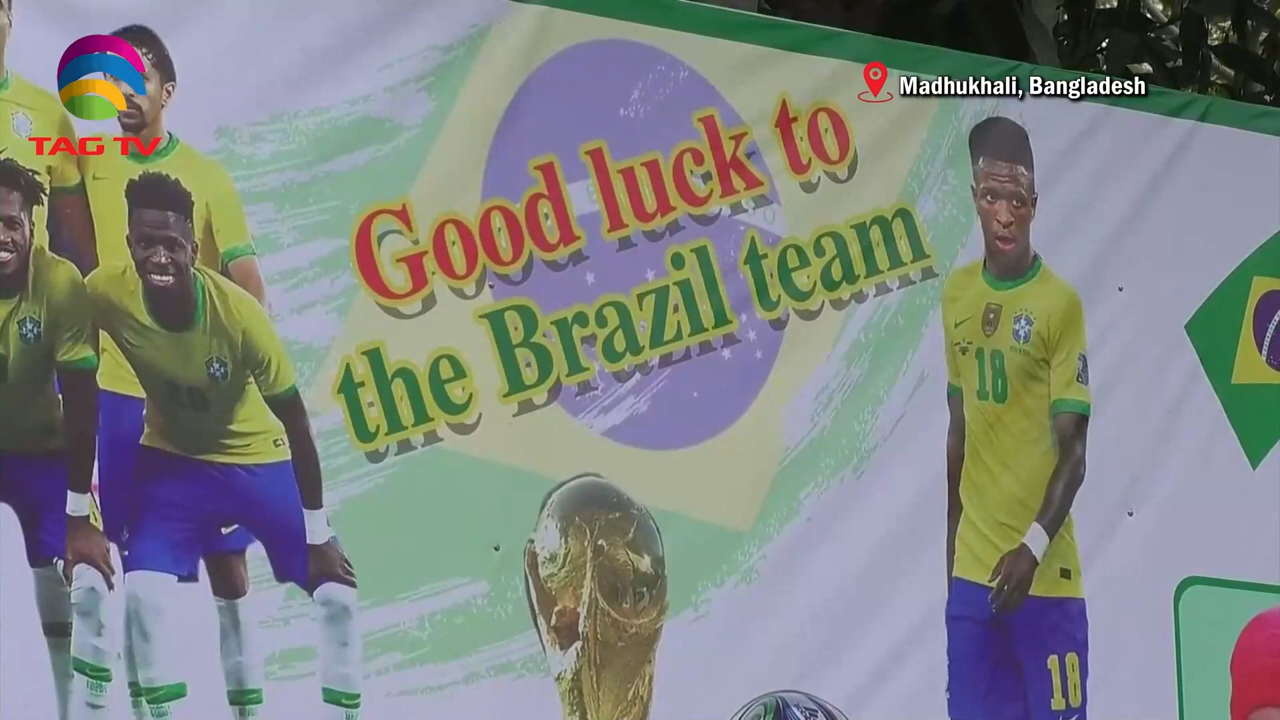 TAG TV
Madhukhali, Bangladesh
Good luck to
the Brazil team
18
18